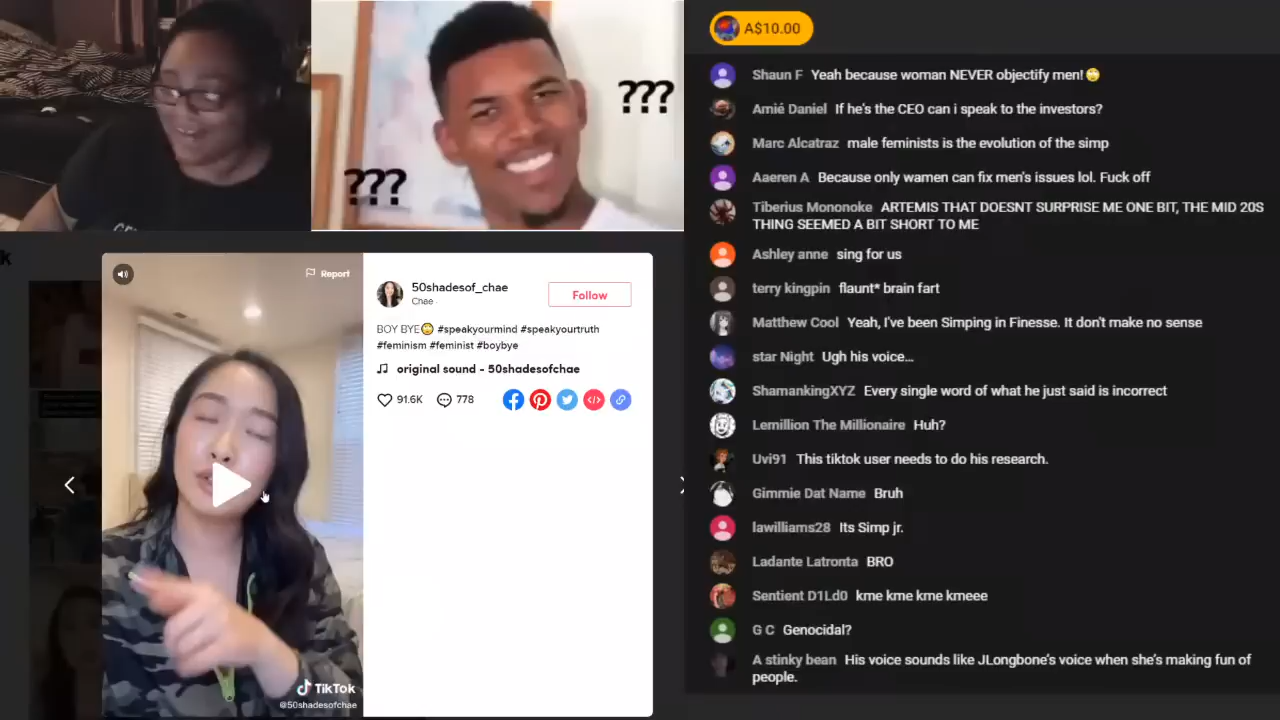 A$10.00
???
???
Shaun F Yeah because woman NEVER objectify men!🙄
Amié Daniel If he's the CEO can i speak to the investors?
Marc Alcatraz male feminists is the evolution of the simp
Aaeren A Because only wamen can fix men's issues lol. Fuck off
Tiberius Mononoke ARTEMIS THAT DOESNT SURPRISE ME ONE BIT, THE MID 20S
THING SEEMED A BIT SHORT TO ME
Ashley anne sing for us
terry kingpin flaunt* brain fart
Matthew Cool Yeah, I've been Simping in Finesse. It don't make no sense
star Night Ugh his voice...
ShamankingXYZ Every single word of what he just said is incorrect
Lemillion The Millionaire Huh?
Uvi91 This tiktok user needs to do his research.
Gimmie Dat Name Bruh
lawilliams28 Its Simp jr.
Ladante Latronta BRO
Sentient D1Ld0 kme kme kme kmeee
G C Genocidal?
A stinky bean His voice sounds like JLongbone's voice when she's making fun of
people.
k
Report
50shadesof_chae
Chae ·
Follow
BOY BYE🙄 #speakyourmind #speakyourtruth
#feminism #feminist #boybye
original sound - 50shadesofchae
91.6K 778
TikTok
@50shadesofchae